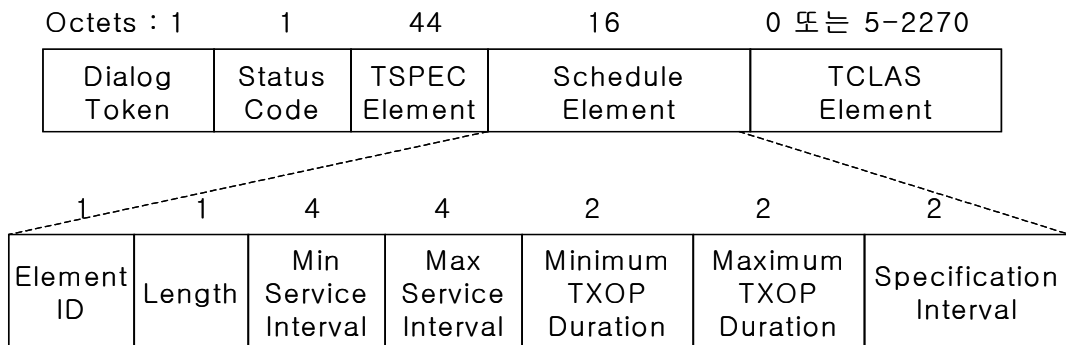 Octets : 1 1 44 16 0 또는 5-2270
Dialog Token
Status Code
TSPEC Element
Schedule Element
TCLAS Element
1 1 4 4 2 2 2
Element ID
Length
Min Service Interval
Max Service Interval
Minimum TXOP Duration
Maximum TXOP Duration
Specification Interval